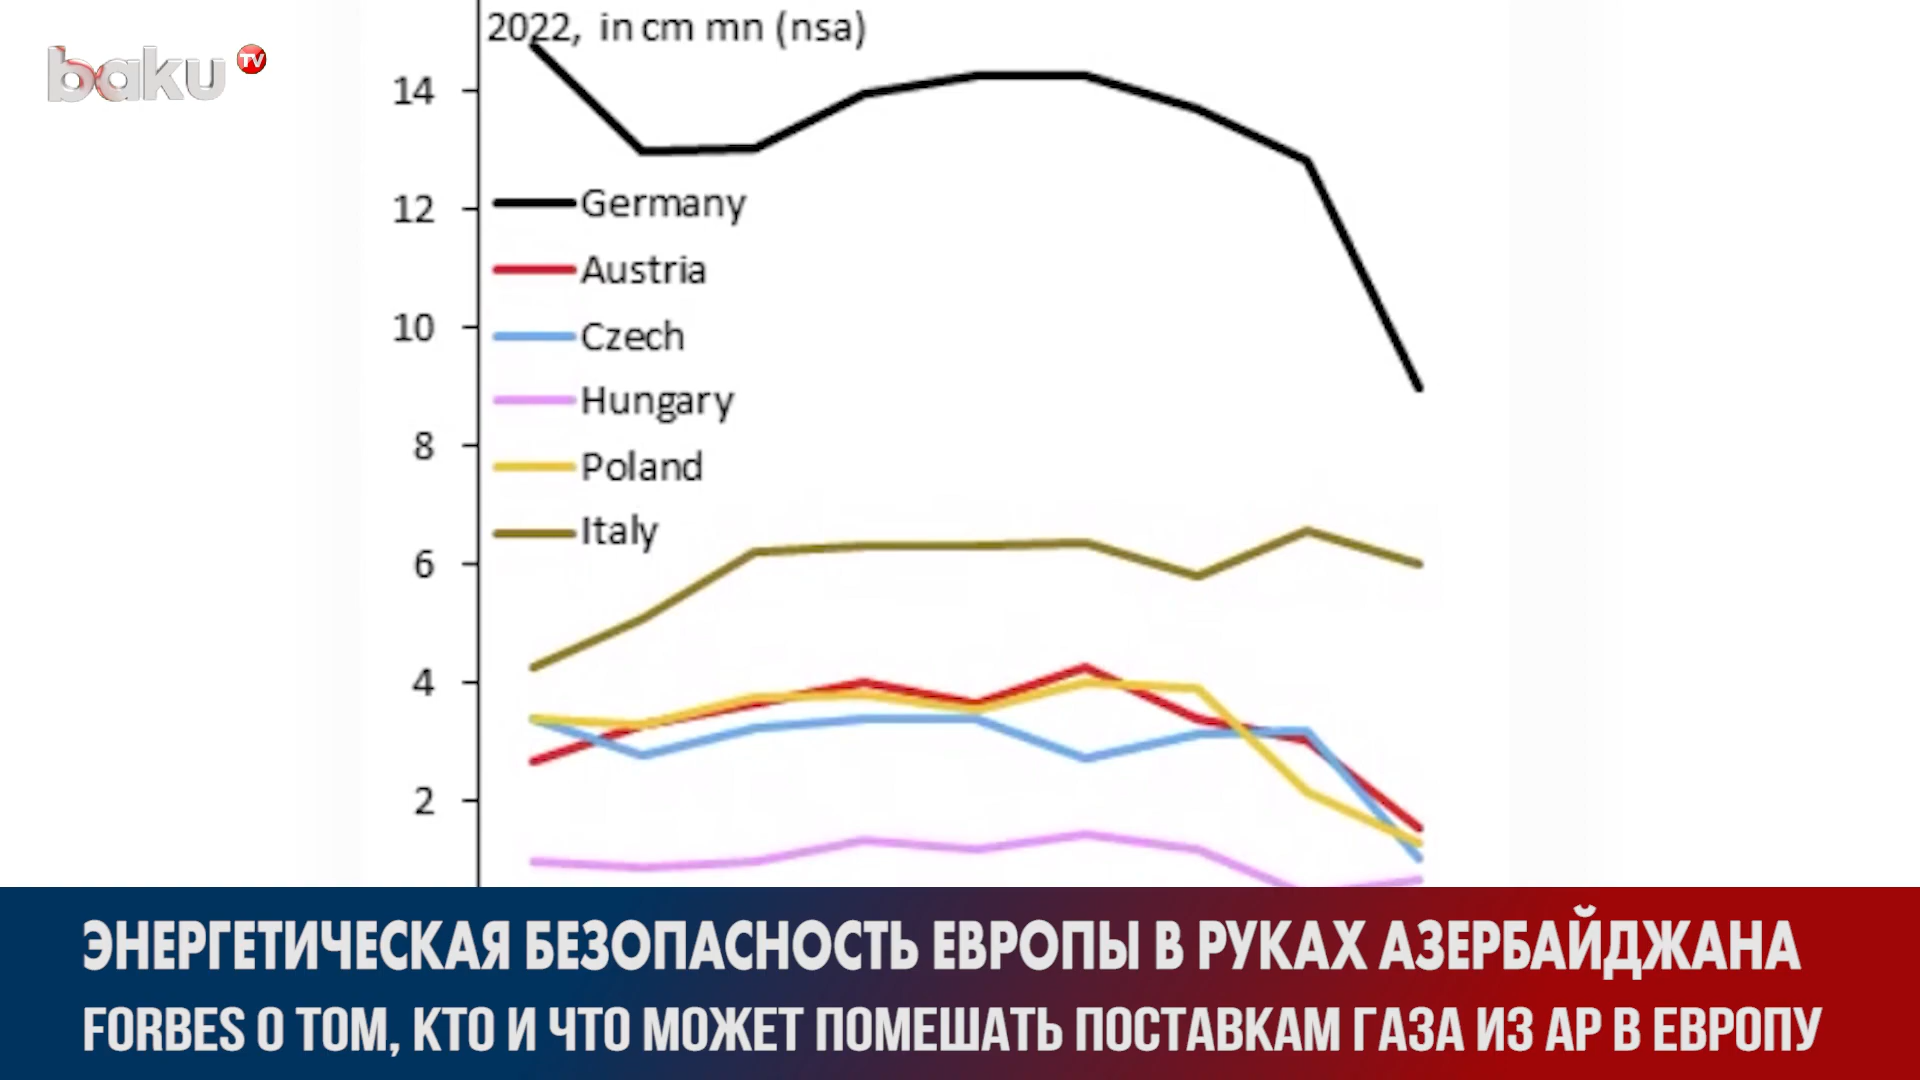 2022, in cm mn (nsa)
baku TV
14
12
10
8
6
4
2
Germany
Austria
Czech
Hungary
Poland
Italy
ЭНЕРГЕТИЧЕСКАЯ БЕЗОПАСНОСТЬ ЕВРОПЫ В РУКАХ АЗЕРБАЙДЖАНА
FORBES О ТОМ, КТО И ЧТО МОЖЕТ ПОМЕШАТЬ ПОСТАВКАМ ГАЗА ИЗ АР В ЕВРОПУ